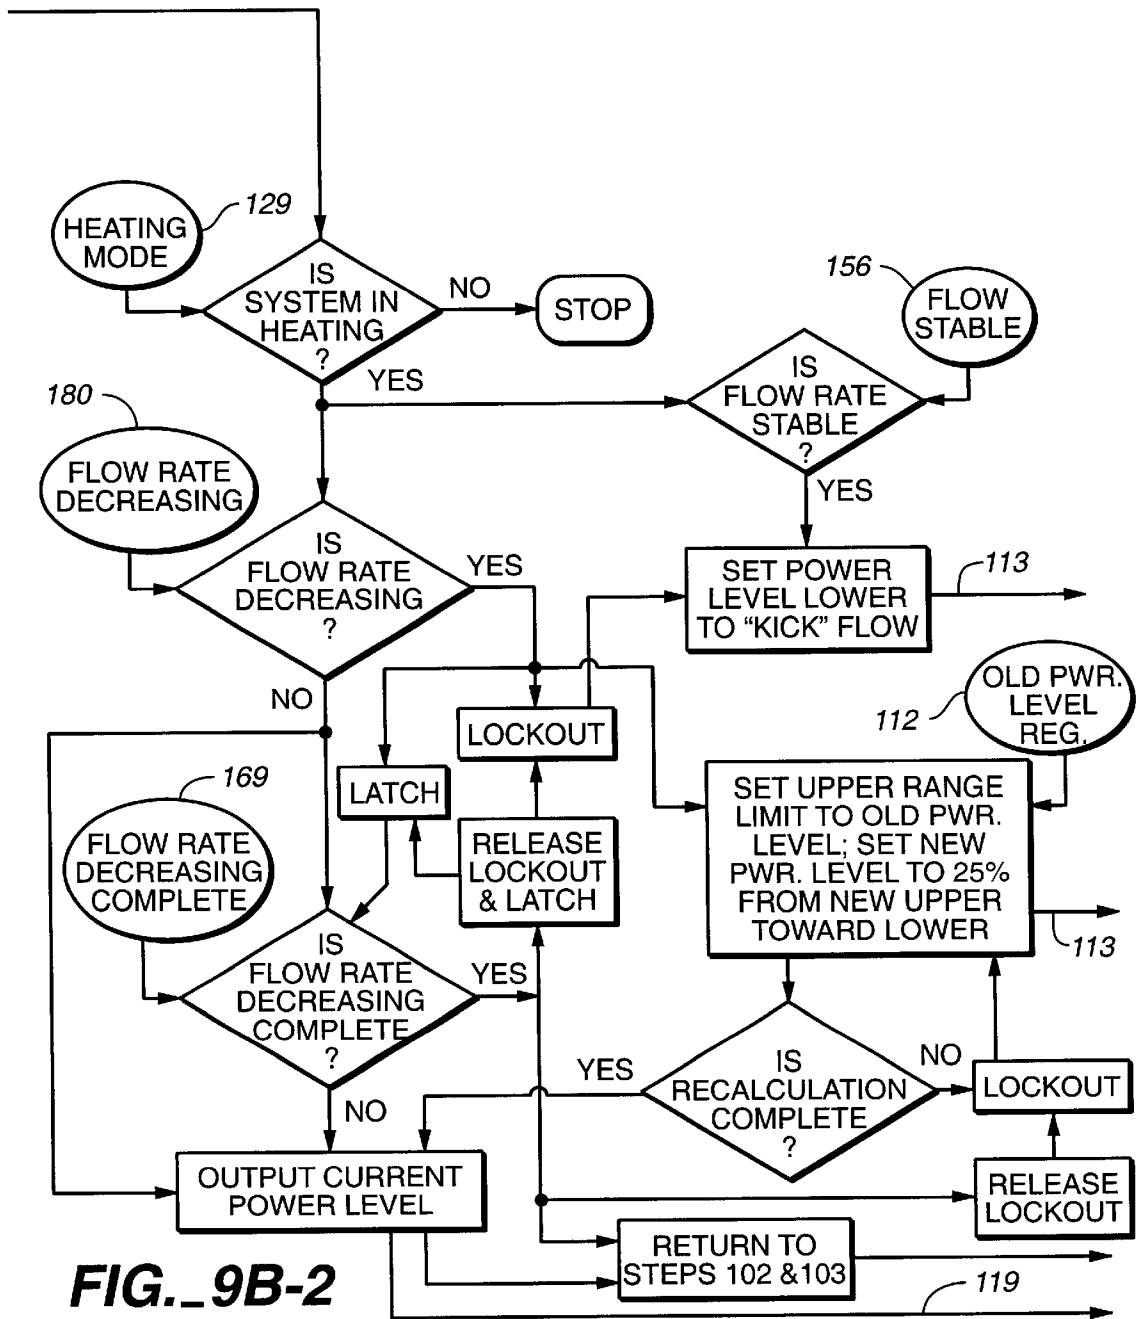 HEATING
MODE
129
IS
SYSTEM IN
HEATING
?
NO
STOP
YES
156
FLOW
STABLE
IS
FLOW RATE
STABLE
?
YES
180
FLOW RATE
DECREASING
IS
FLOW RATE
DECREASING
?
YES
NO
SET POWER
LEVEL LOWER
TO “KICK” FLOW
113
LOCKOUT
LATCH
RELEASE
LOCKOUT
& LATCH
112
OLD PWR.
LEVEL
REG.
SET UPPER RANGE
LIMIT TO OLD PWR.
LEVEL; SET NEW
PWR. LEVEL TO 25%
FROM NEW UPPER
TOWARD LOWER
113
169
FLOW RATE
DECREASING
COMPLETE
IS
FLOW RATE
DECREASING
COMPLETE
?
YES
NO
IS
RECALCULATION
COMPLETE
?
YES
NO
LOCKOUT
RELEASE
LOCKOUT
OUTPUT CURRENT
POWER LEVEL
RETURN TO
STEPS 102 &103
119
FIG._9B-2